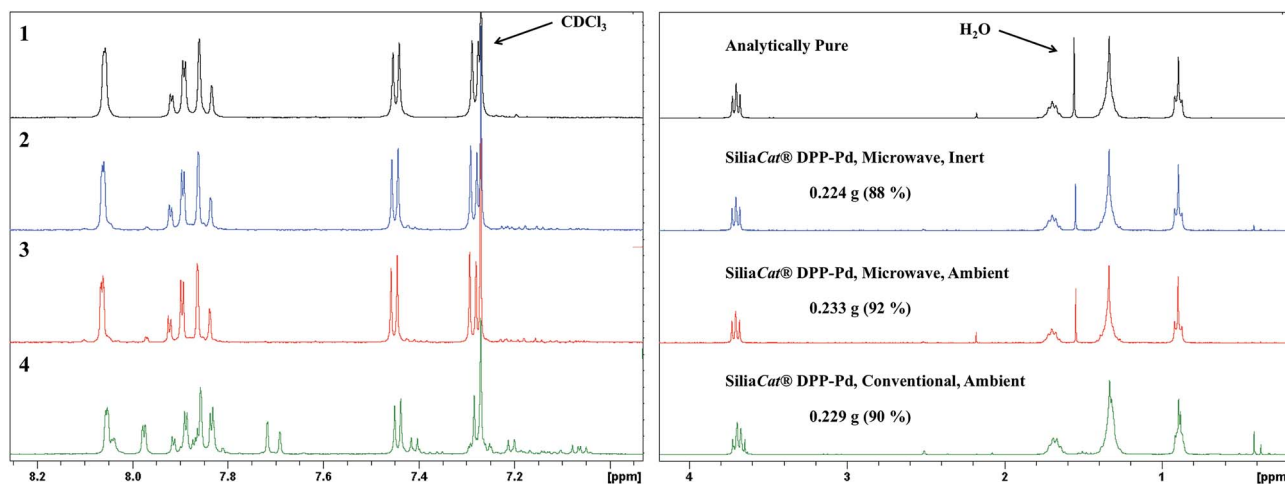 1
CDCl3
2
3
4
8.2 8.0 7.8 7.6 7.4 7.2 [ppm]
Analytically Pure
H2O
SiliaCat® DPP-Pd, Microwave, Inert
0.224 g (88 %)
SiliaCat® DPP-Pd, Microwave, Ambient
0.233 g (92 %)
SiliaCat® DPP-Pd, Conventional, Ambient
0.229 g (90 %)
4 3 2 1 [ppm]